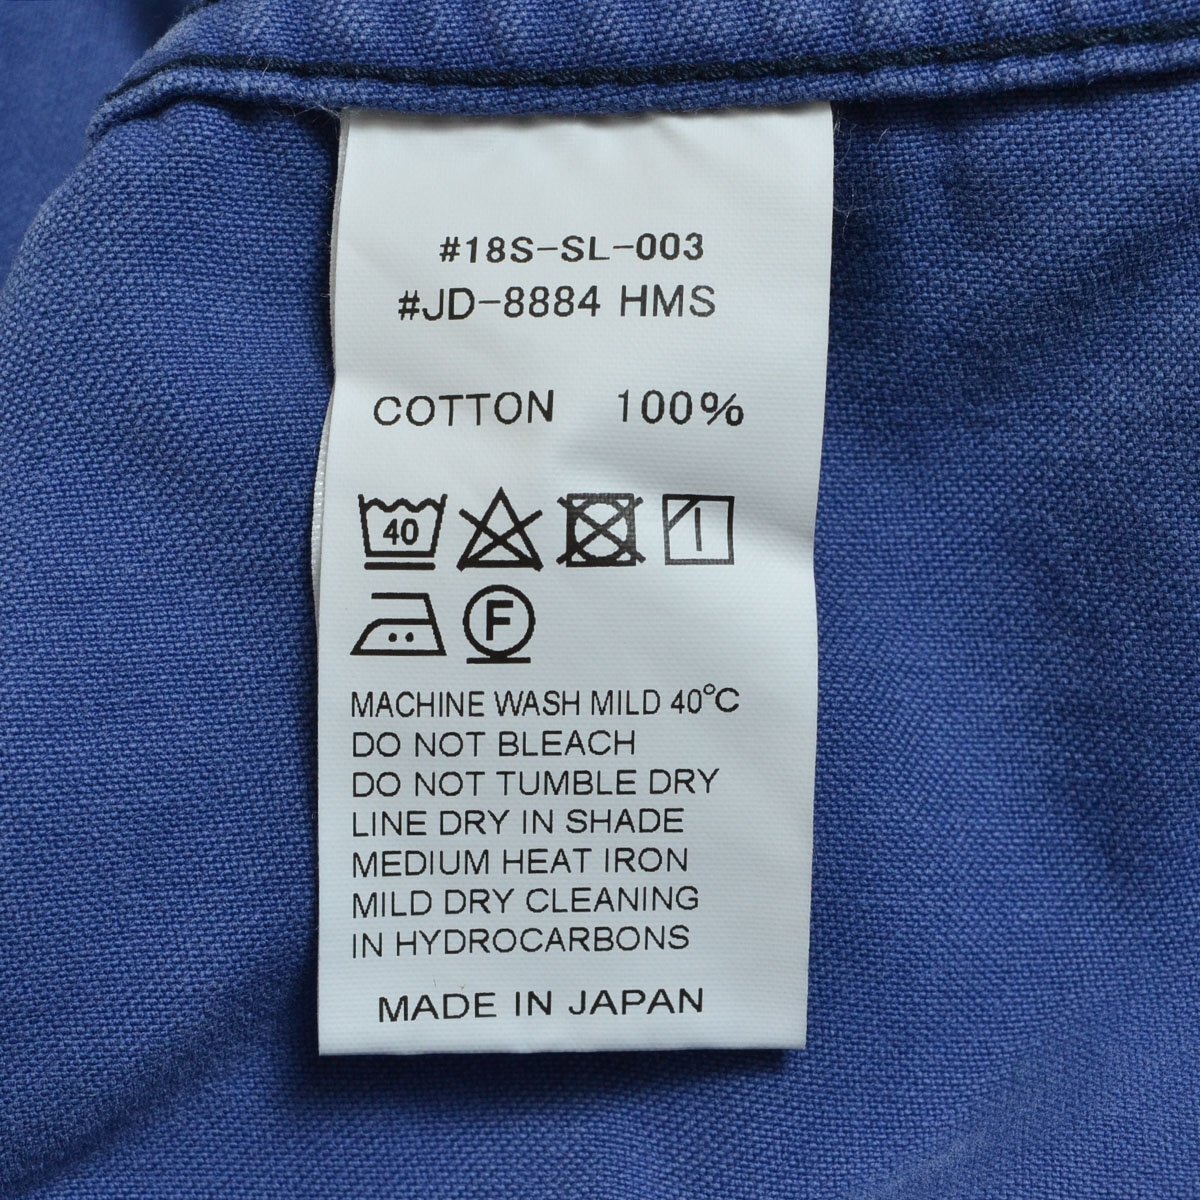 #18S-SL-003
#JD-8884 HMS
COTTON 100%
40
F
MACHINE WASH MILD 40°C
DO NOT BLEACH
DO NOT TUMBLE DRY
LINE DRY IN SHADE
MEDIUM HEAT IRON
MILD DRY CLEANING
IN HYDROCARBONS
MADE IN JAPAN